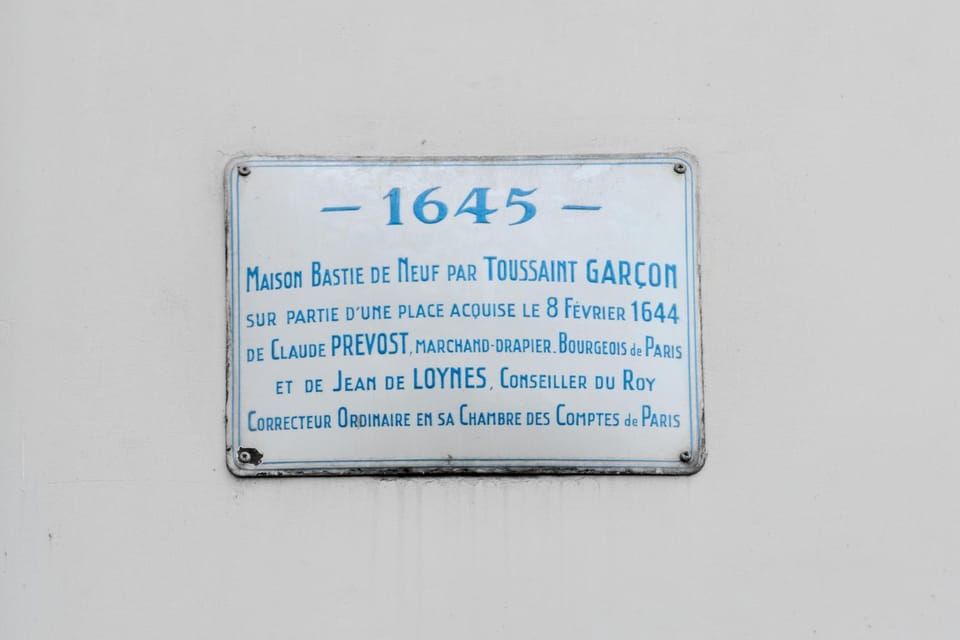 – 1645 –
Maison Bastie de Neuf par Toussaint GARÇON
sur partie d'une place acquise le 8 Février 1644
de Claude PREVOST, marchand-drapier. Bourgeois de Paris
et de Jean de LOYNES, Conseiller du Roy
Correcteur Ordinaire en sa Chambre des Comptes de Paris